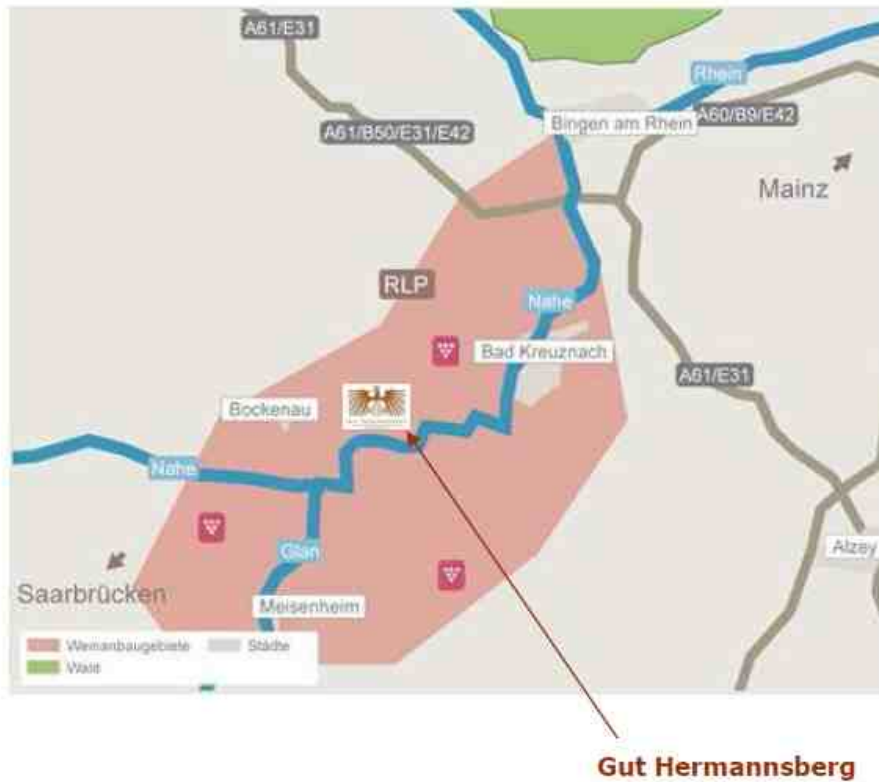 A61/E31
Rhein
A61/B50/E31/E42
Bingen am Rhein
A60/B9/E42
Mainz
RLP
Nahe
Bad Kreuznach
A61/E31
Bockenau
Nahe
Glan
Alzey
Saarbrücken
Meisenheim
Weinanbaugebiete
Städte
Wald
Gut Hermannsberg